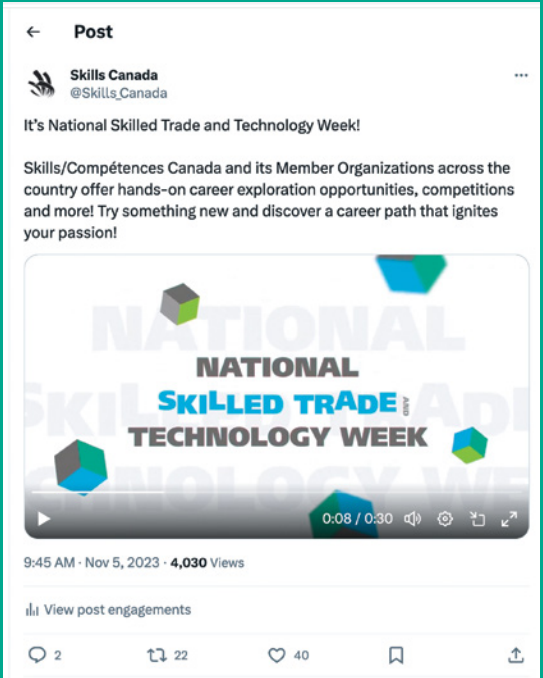 Post
Skills Canada
@Skills_Canada
It's National Skilled Trade and Technology Week!
Skills/Compétences Canada and its Member Organizations across the
country offer hands-on career exploration opportunities, competitions
and more! Try something new and discover a career path that ignites
your passion!
NATIONAL
SKILLED TRADE AND
TECHNOLOGY WEEK
0:08 / 0:30
9:45 AM · Nov 5, 2023 · 4,030 Views
View post engagements
2 22 40